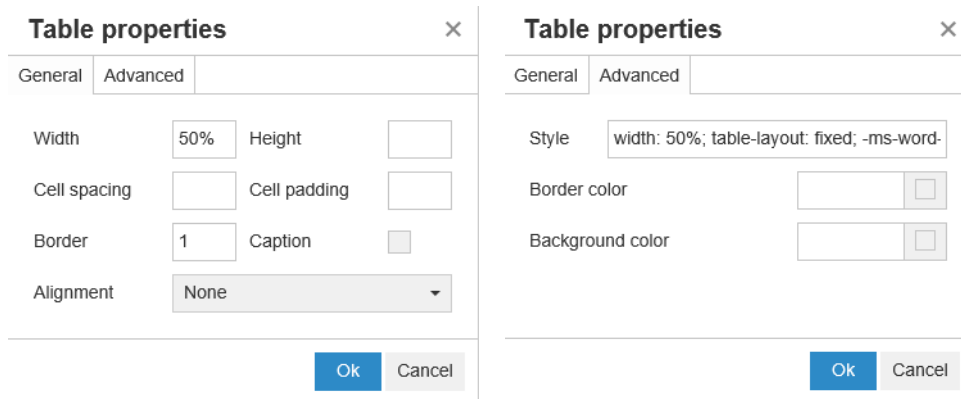 Table properties ×
General Advanced
Width 50% Height
Cell spacing Cell padding
Border 1 Caption
Alignment None
Ok Cancel
Table properties ×
General Advanced
Style width: 50%; table-layout: fixed; -ms-word-
Border color
Background color
Ok Cancel